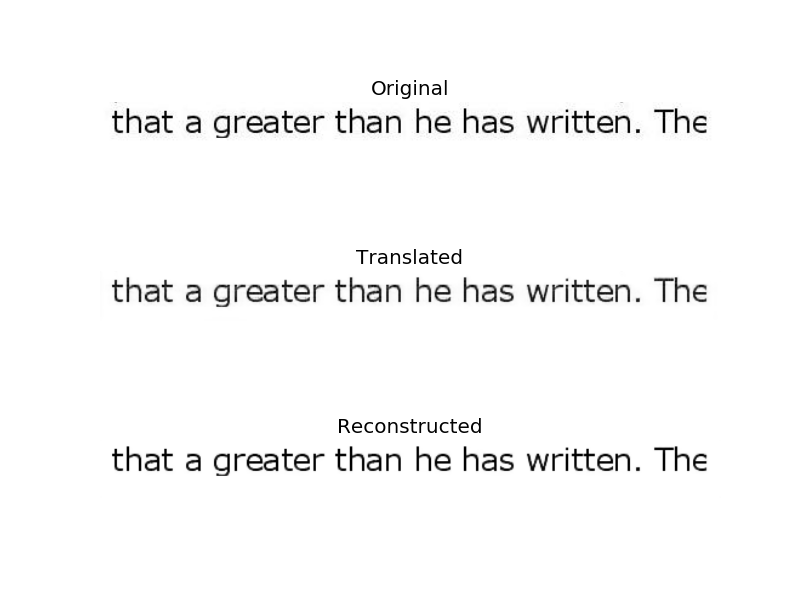 Original
that a greater than he has written. The
Translated
that a greater than he has written. The
Reconstructed
that a greater than he has written. The